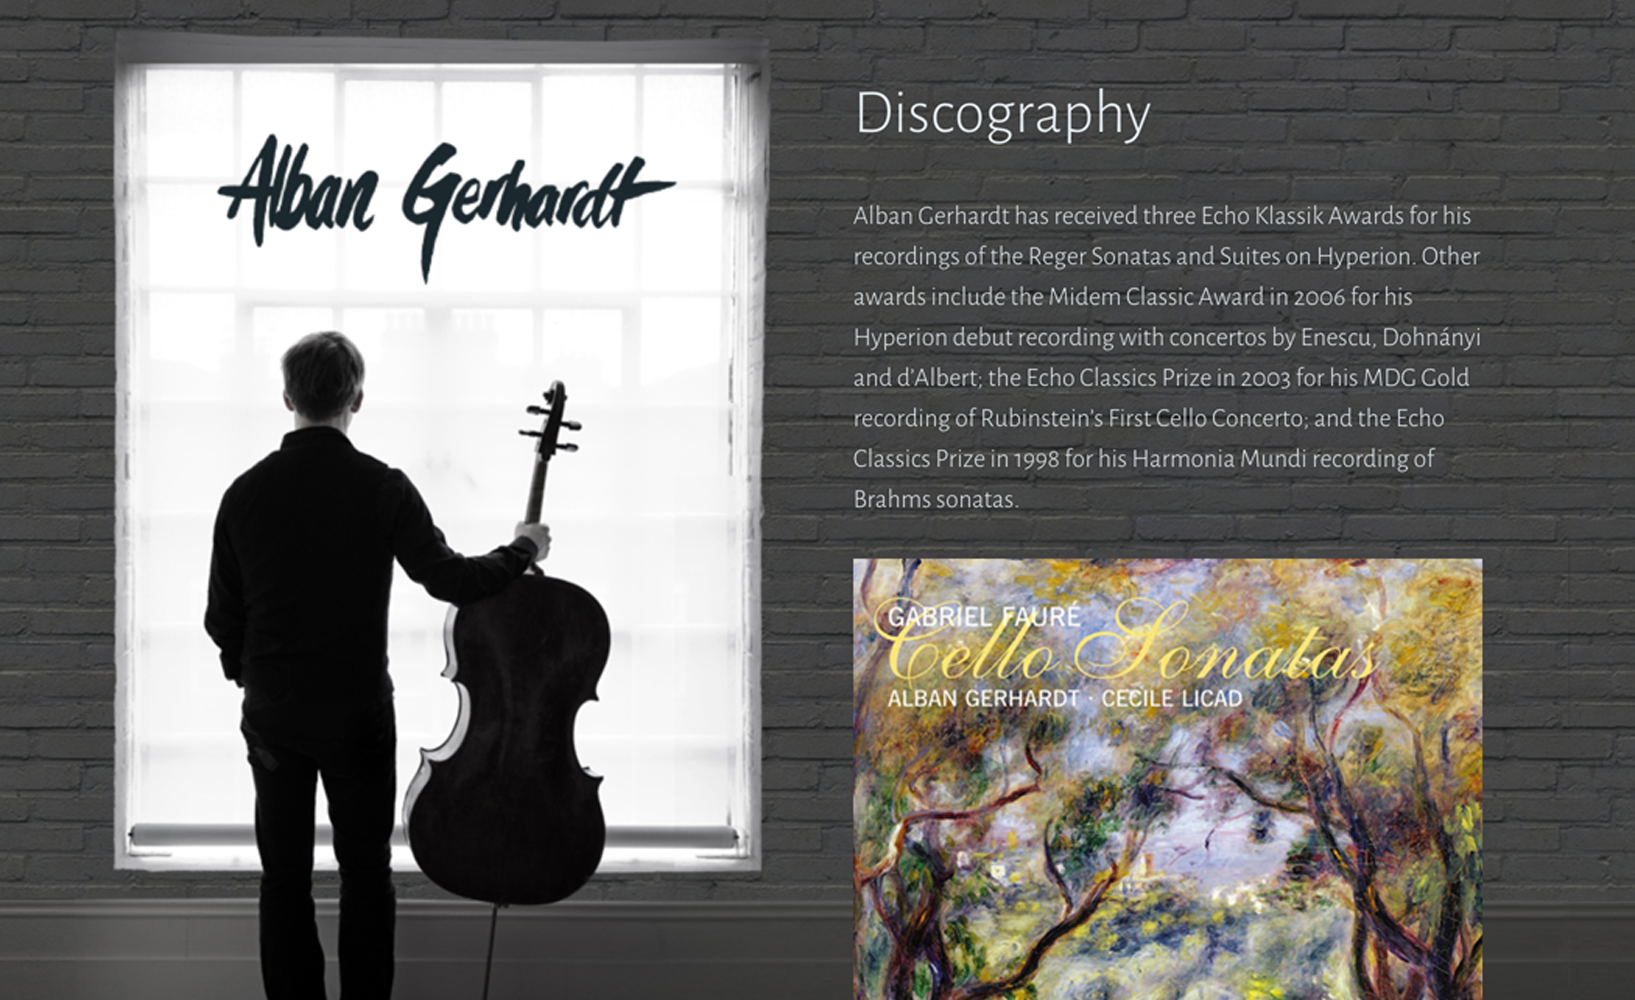 Alban Gerhardt
Discography
Alban Gerhardt has received three Echo Klassik Awards for his
recordings of the Reger Sonatas and Suites on Hyperion. Other
awards include the Midem Classic Award in 2006 for his
Hyperion debut recording with concertos by Enescu, Dohnányi
and d’Albert; the Echo Classics Prize in 2003 for his MDG Gold
recording of Rubinstein’s First Cello Concerto; and the Echo
Classics Prize in 1998 for his Harmonia Mundi recording of
Brahms sonatas.
GABRIEL FAURÉ
Cello Sonatas
ALBAN GERHARDT · CECILE LICAD